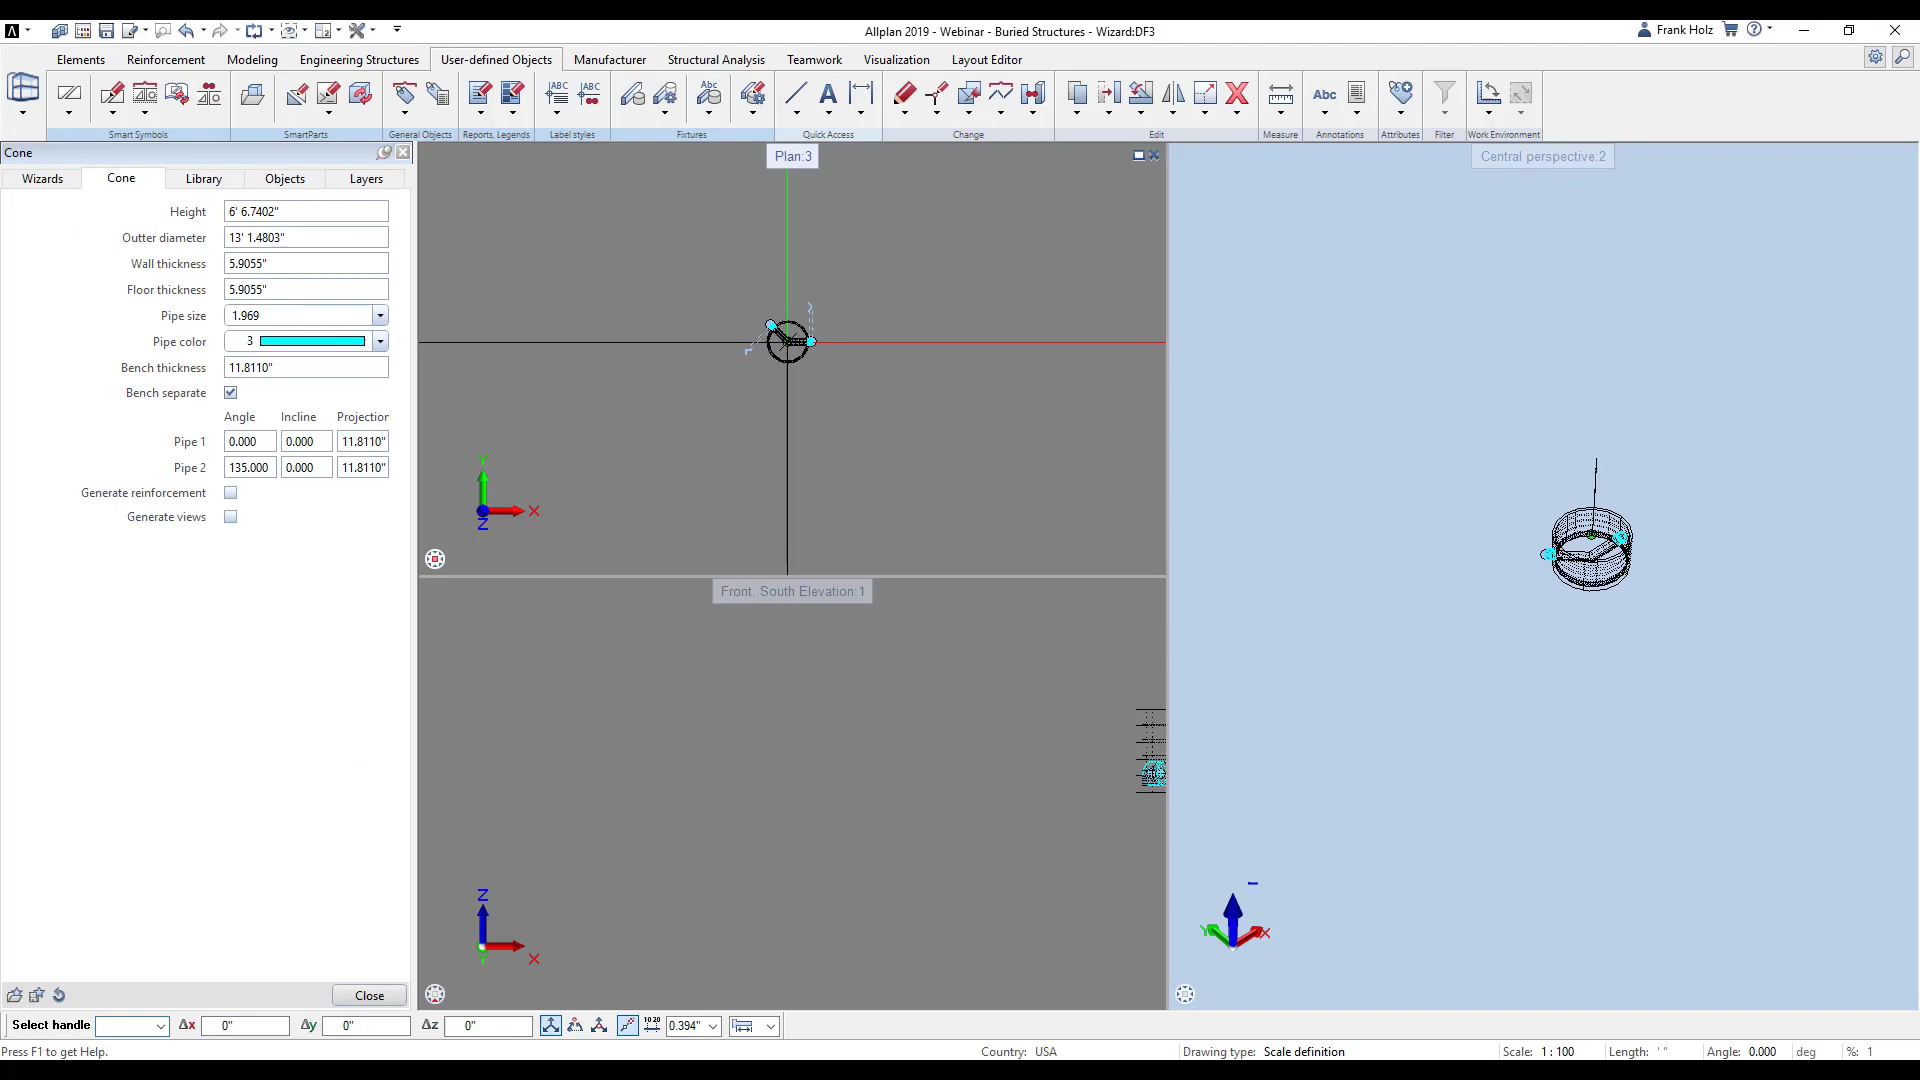 Allplan 2019 - Webinar - Buried Structures - Wizard:DF3
Frank Holz
Elements Reinforcement Modeling Engineering Structures User-defined Objects Manufacturer Structural Analysis Teamwork Visualization Layout Editor
Smart Symbols SmartParts General Objects Reports, Legends Label styles Fixtures Quick Access Change Edit Measure Annotations Attributes Filter Work Environment
Cone
Wizards Cone Library Objects Layers
Height 6' 6.7402"
Outter diameter 13' 1.4803"
Wall thickness 5.9055"
Floor thickness 5.9055"
Pipe size 1.969
Pipe color 3
Bench thickness 11.8110"
Bench separate
Angle Incline Projection
Pipe 1 0.000 0.000 11.8110"
Pipe 2 135.000 0.000 11.8110"
Generate reinforcement
Generate views
Close
Plan:3
Y
X
Z
Front, South Elevation:1
Z
Y
X
Central perspective:2
Y
X
Select handle Δx 0" Δy 0" Δz 0" 0.394"
Press F1 to get Help. Country: USA Drawing type: Scale definition Scale: 1 : 100 Length: ' " Angle: 0.000 deg %: 1